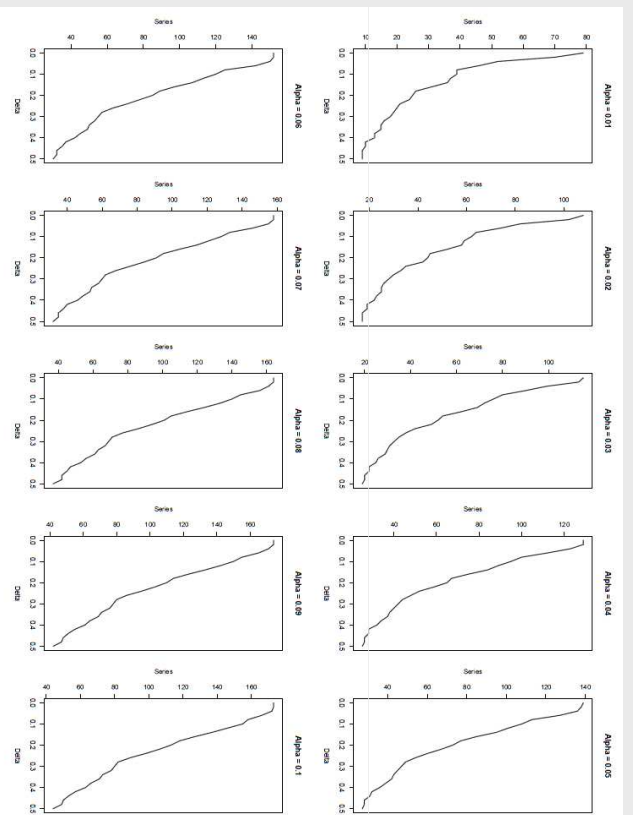 Alpha = 0.01
Series
10 20 30 40 50 60 70 80
0.0 0.1 0.2 0.3 0.4 0.5
Delta
Alpha = 0.02
Series
20 40 60 80 100
0.0 0.1 0.2 0.3 0.4 0.5
Delta
Alpha = 0.03
Series
20 40 60 80 100
0.0 0.1 0.2 0.3 0.4 0.5
Delta
Alpha = 0.04
Series
40 60 80 100 120
0.0 0.1 0.2 0.3 0.4 0.5
Delta
Alpha = 0.05
Series
40 60 80 100 120 140
0.0 0.1 0.2 0.3 0.4 0.5
Delta
Alpha = 0.06
Series
40 60 80 100 120 140
0.0 0.1 0.2 0.3 0.4 0.5
Delta
Alpha = 0.07
Series
40 60 80 100 120 140 160
0.0 0.1 0.2 0.3 0.4 0.5
Delta
Alpha = 0.08
Series
40 60 80 100 120 140 160
0.0 0.1 0.2 0.3 0.4 0.5
Delta
Alpha = 0.09
Series
40 60 80 100 120 140 160
0.0 0.1 0.2 0.3 0.4 0.5
Delta
Alpha = 0.1
Series
40 60 80 100 120 140 160
0.0 0.1 0.2 0.3 0.4 0.5
Delta